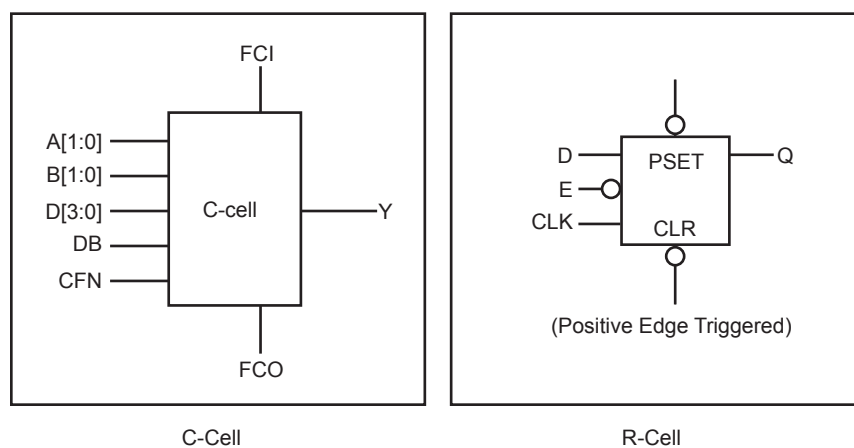 FCI
A[1:0]
B[1:0]
D[3:0]
DB
CFN
C-cell
Y
FCO
C-Cell
D
E
CLK
PSET
CLR
Q
(Positive Edge Triggered)
R-Cell